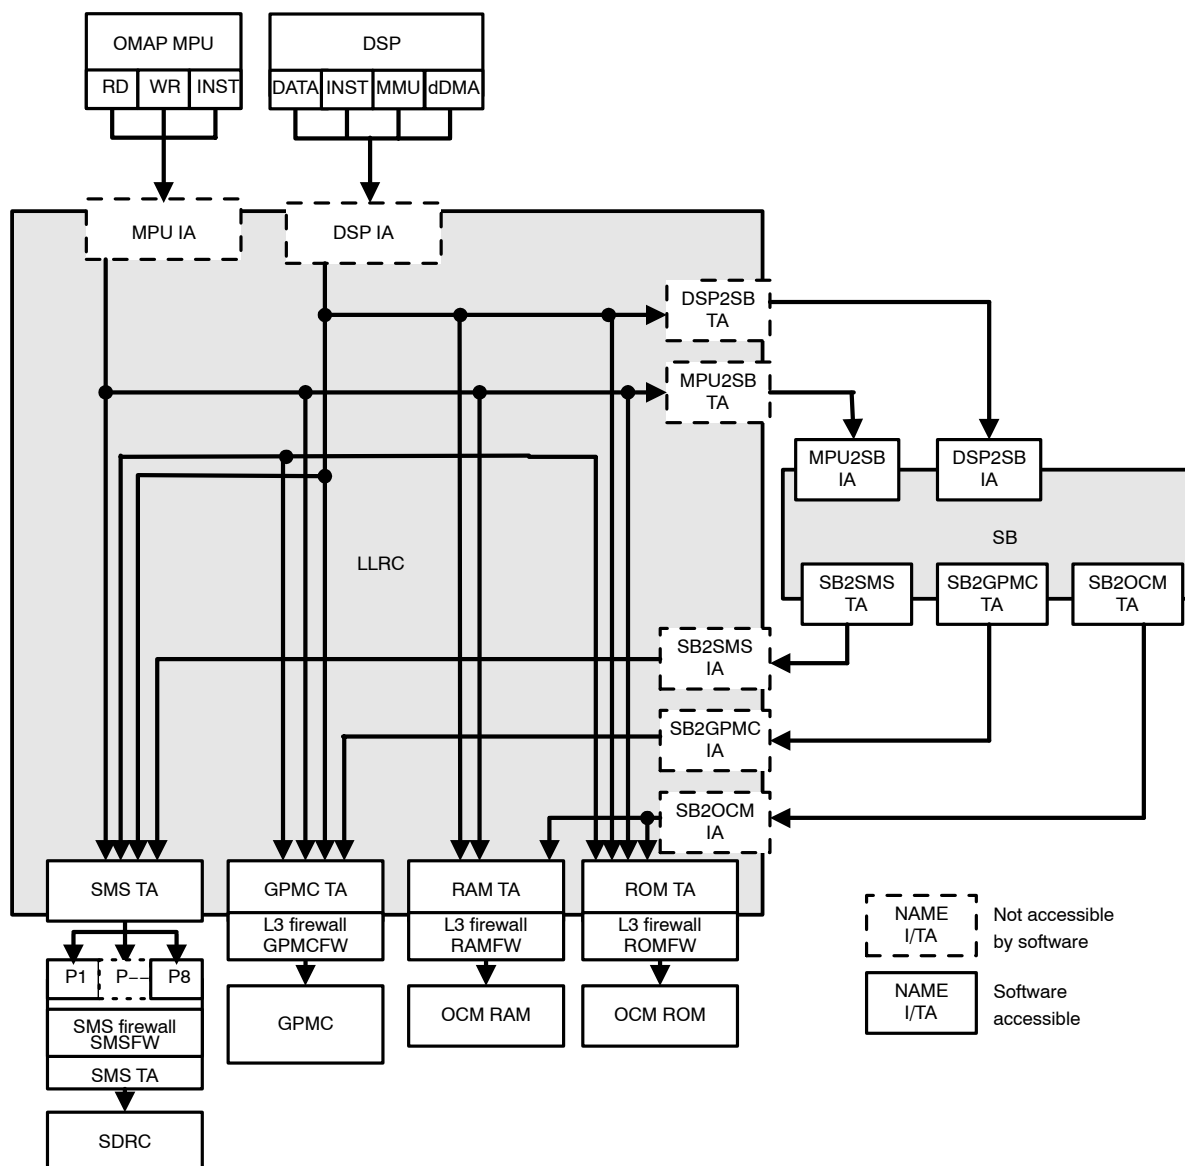 OMAP MPU
DSP
RD WR INST
DATA INST MMU dDMA
MPU IA
DSP IA
DSP2SB
TA
MPU2SB
TA
MPU2SB
IA
DSP2SB
IA
SB
LLRC
SB2SMS
TA
SB2GPMC
TA
SB2OCM
TA
SB2SMS
IA
SB2GPMC
IA
SB2OCM
IA
SMS TA
GPMC TA
RAM TA
ROM TA
L3 firewall
GPMCFW
L3 firewall
RAMFW
L3 firewall
ROMFW
P1 P−− P8
SMS firewall
SMSFW
SMS TA
SDRC
GPMC
OCM RAM
OCM ROM
NAME
I/TA
Not accessible
by software
NAME
I/TA
Software
accessible